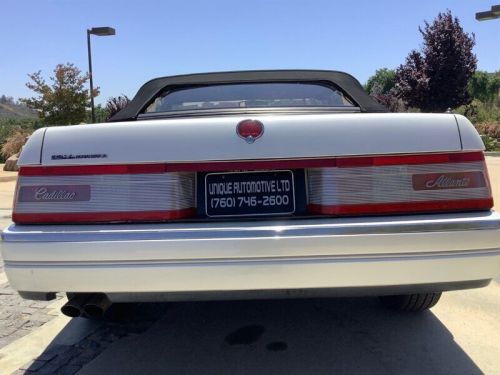 Cadillac
UNIQUE AUTOMOTIVE LTD
(760) 746-2600
Allanté